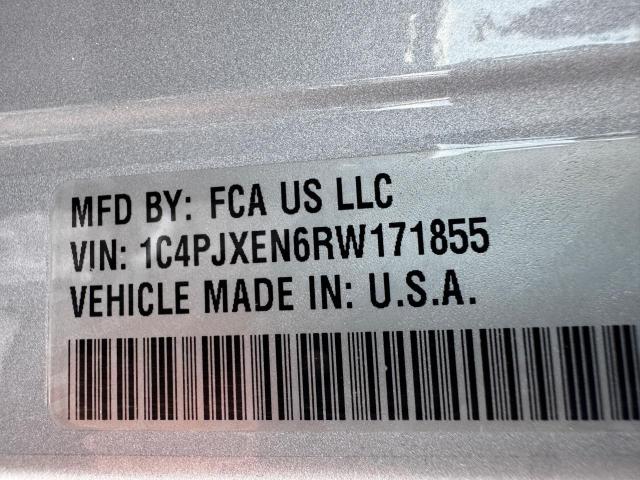 MFD BY: FCA US LLC
VIN: 1C4PJXEN6RW171855
VEHICLE MADE IN: U.S.A.